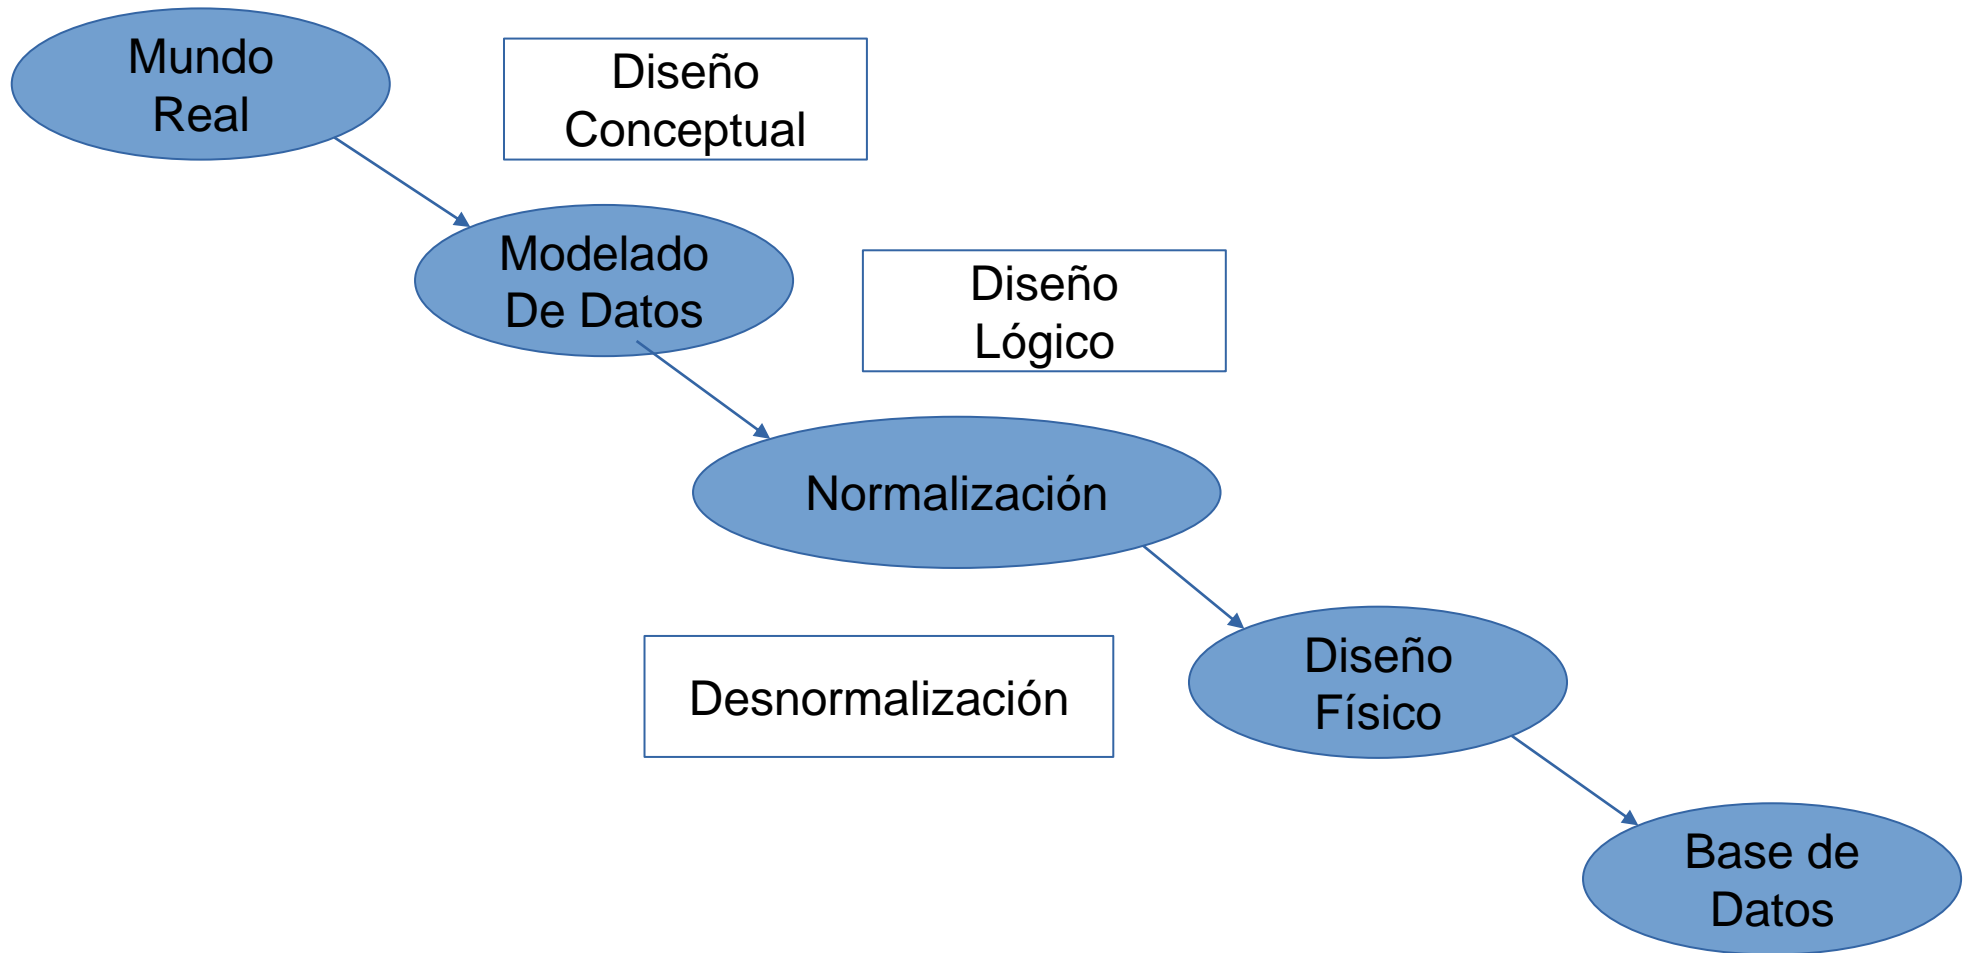 Mundo
Real
Diseño
Conceptual
Modelado
De Datos
Diseño
Lógico
Normalización
Desnormalización
Diseño
Físico
Base de
Datos